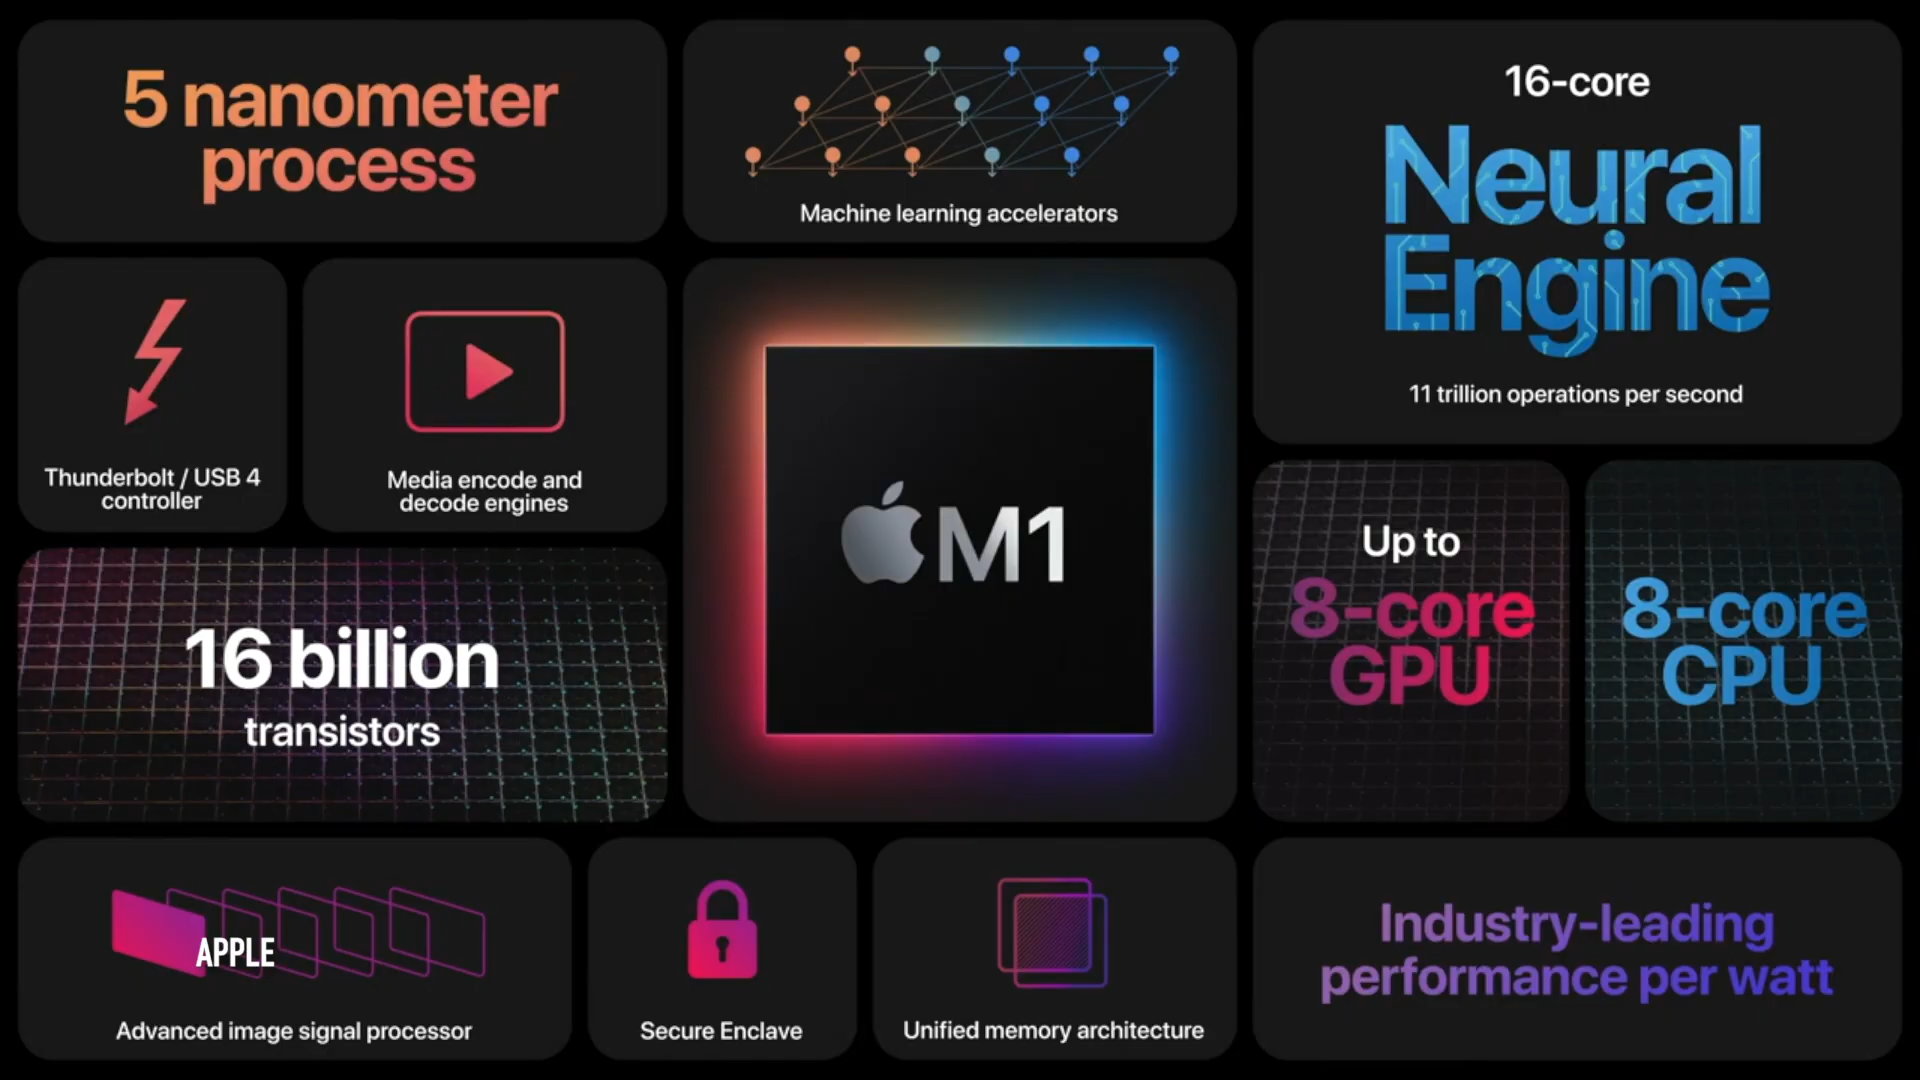 5 nanometer
process
Machine learning accelerators
16-core
Neural
Engine
11 trillion operations per second
Thunderbolt / USB 4
controller
Media encode and
decode engines
M1
Up to
8-core
GPU
8-core
CPU
16 billion
transistors
APPLE
Advanced image signal processor
Secure Enclave
Unified memory architecture
Industry-leading
performance per watt